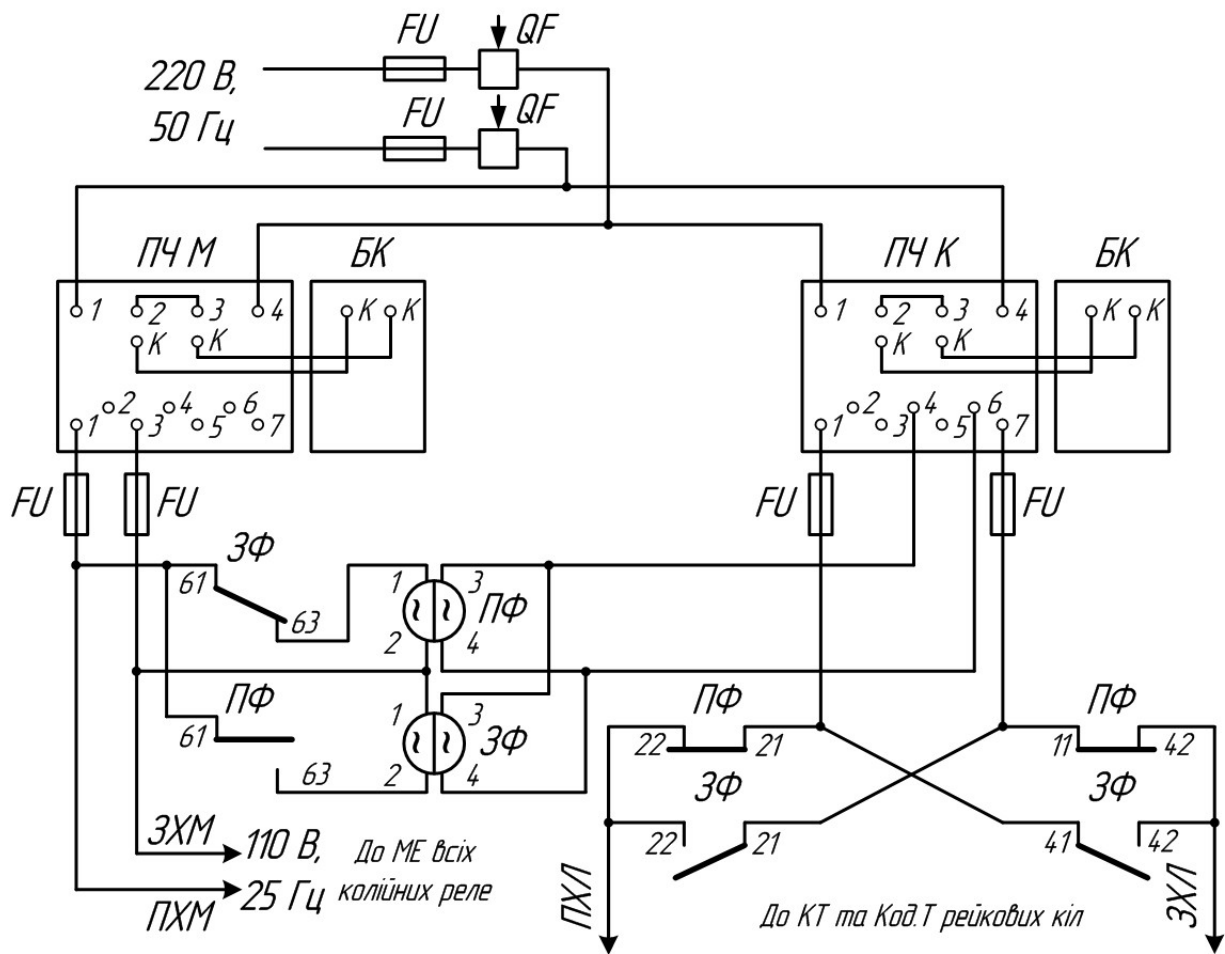 FU QF
220 В,
FU QF
50 Гц
ПЧ М БК ПЧ К БК
1 2 3 4 К К 1 2 3 4 К К
К К К К
2 4 6 2 4 6
1 3 5 7 1 3 5 7
FU FU FU FU
ЗФ
61 1 3
63 ПФ
2 4
ПФ 1 3 ПФ ПФ
61 ЗФ 22 21 11 42
63 2 4 ЗФ ЗФ
22 21 41 42
ЗХМ 110 В, До МЕ всіх
ПХМ 25 Гц колійних реле
ПХЛ До КТ та Код.Т рейкових кіл ЗХЛ